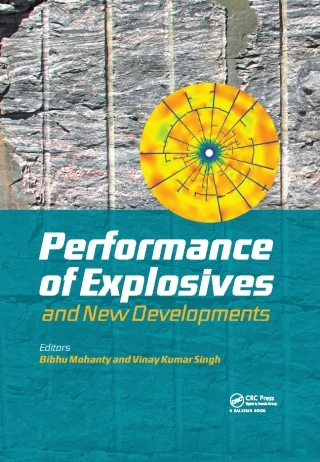 Performance
of Explosives
and New Developments
Editors
Bibhu Mohanty and Vinay Kumar Singh
CRC Press
Taylor & Francis Group
A BALKEMA BOOK